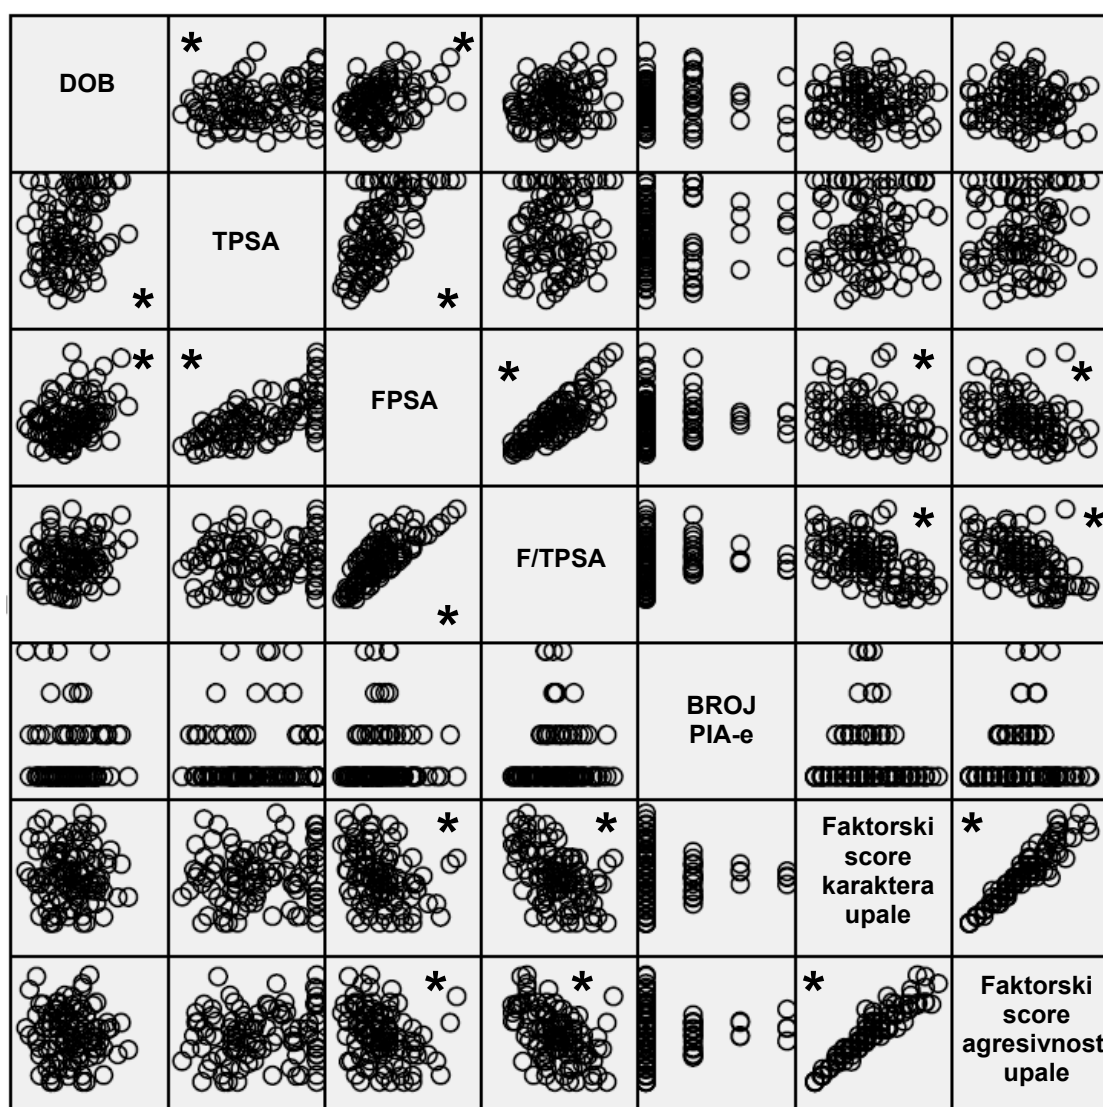 DOB
TPSA
FPSA
F/TPSA
BROJ
PIA-e
Faktorski
score
karaktera
upale
Faktorski
score
agresivnost
upale